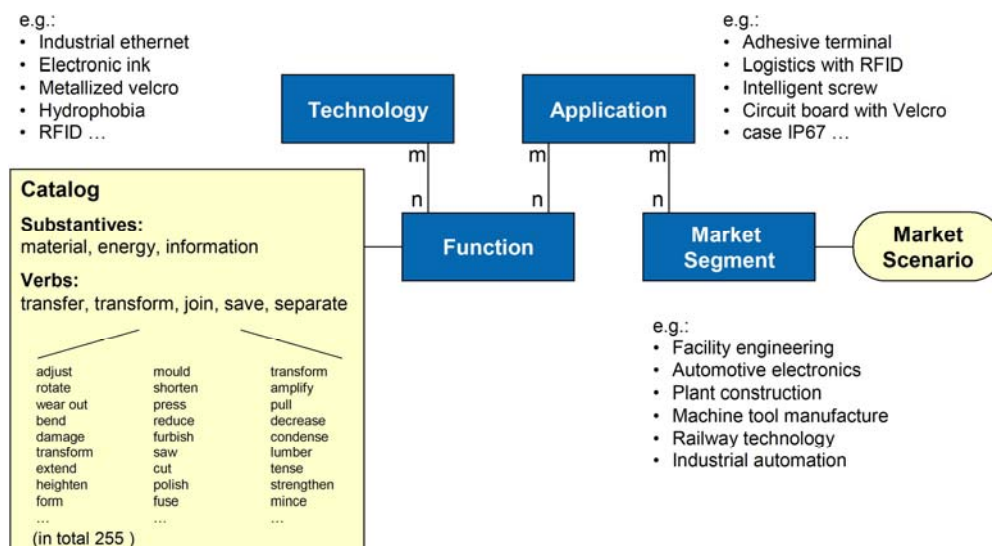 e.g.:
• Industrial ethernet
• Electronic ink
• Metallized velcro
• Hydrophobia
• RFID …
Technology
Application
e.g.:
• Adhesive terminal
• Logistics with RFID
• Intelligent screw
• Circuit board with Velcro
• case IP67 …
m
m
m
n
n
n
Catalog
Substantives:
material, energy, information
Verbs:
transfer, transform, join, save, separate
adjust mould transform
rotate shorten amplify
wear out press pull
bend reduce decrease
damage furbish condense
transform saw lumber
extend cut tense
heighten polish strengthen
form fuse mince
… … …
(in total 255 )
Function
Market
Segment
Market
Scenario
e.g.:
• Facility engineering
• Automotive electronics
• Plant construction
• Machine tool manufacture
• Railway technology
• Industrial automation